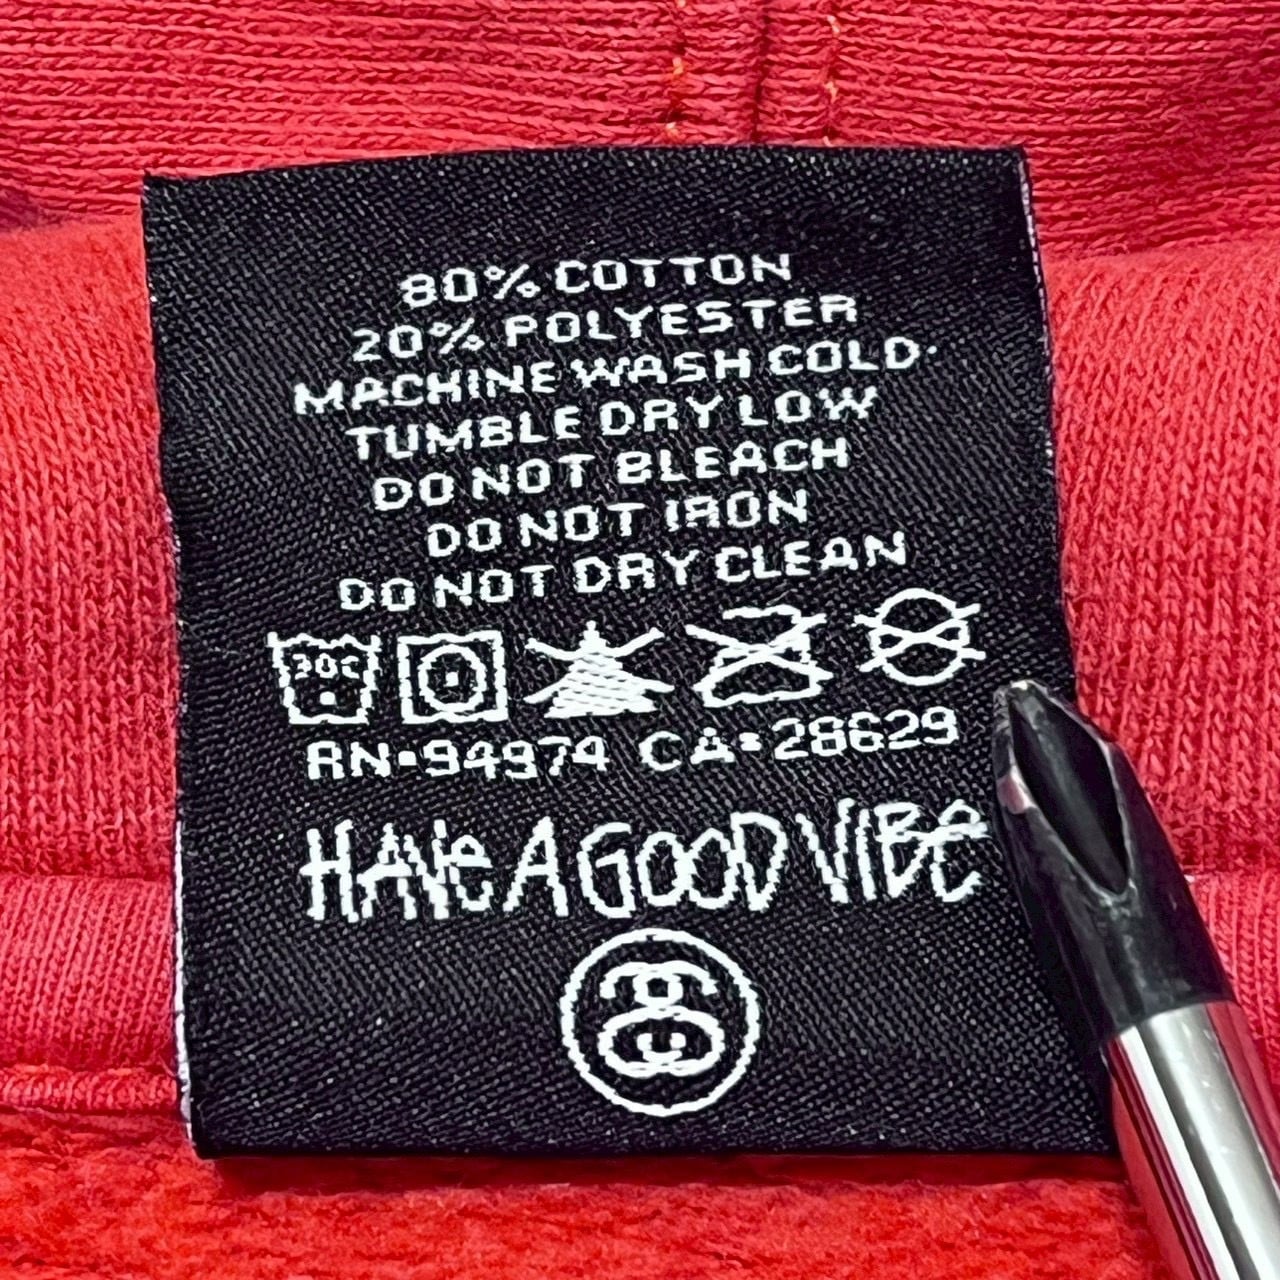 80% COTTON
20% POLYESTER
MACHINE WASH COLD
TUMBLE DRY LOW
DO NOT BLEACH
DO NOT IRON
DO NOT DRY CLEAN
30C
RN•94974 CA•28629
HAVE A GOOD VIBE